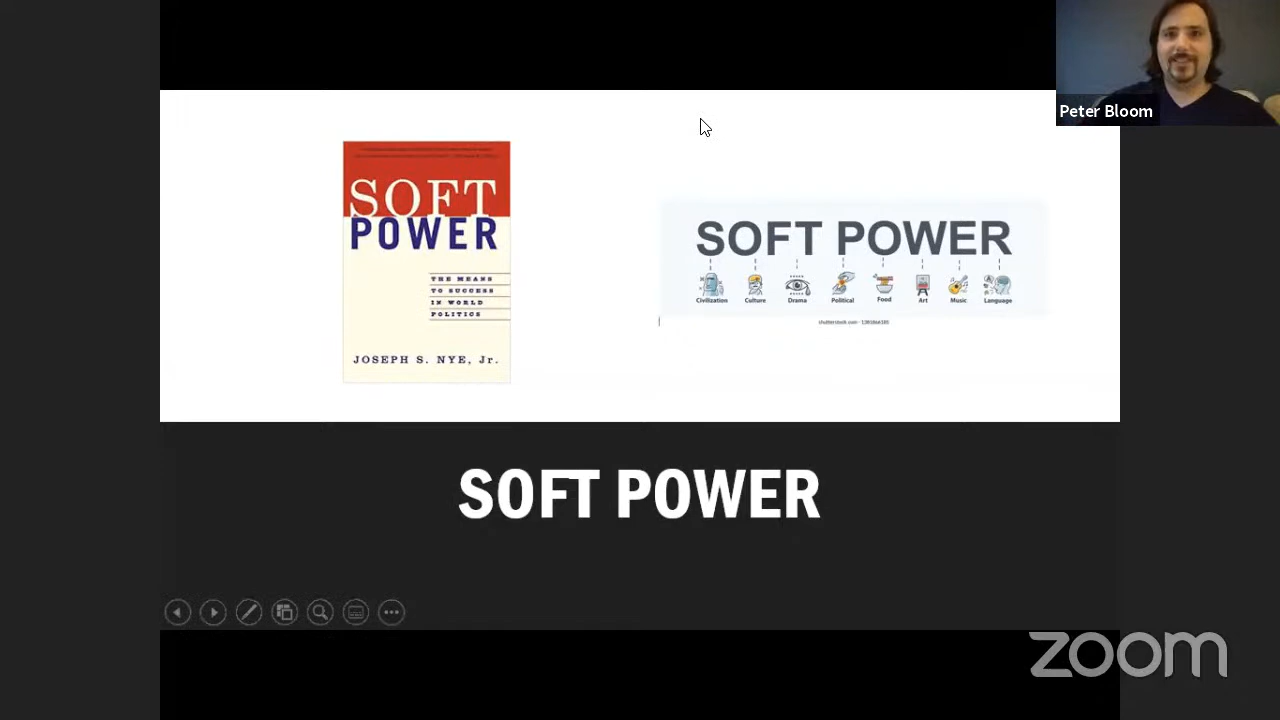 Peter Bloom
SOFT
POWER
THE MEANS
TO SUCCESS
IN WORLD
POLITICS
JOSEPH S. NYE, Jr.
SOFT POWER
Civilization Culture Drama Political Food Art Music Language
SOFT POWER
zoom